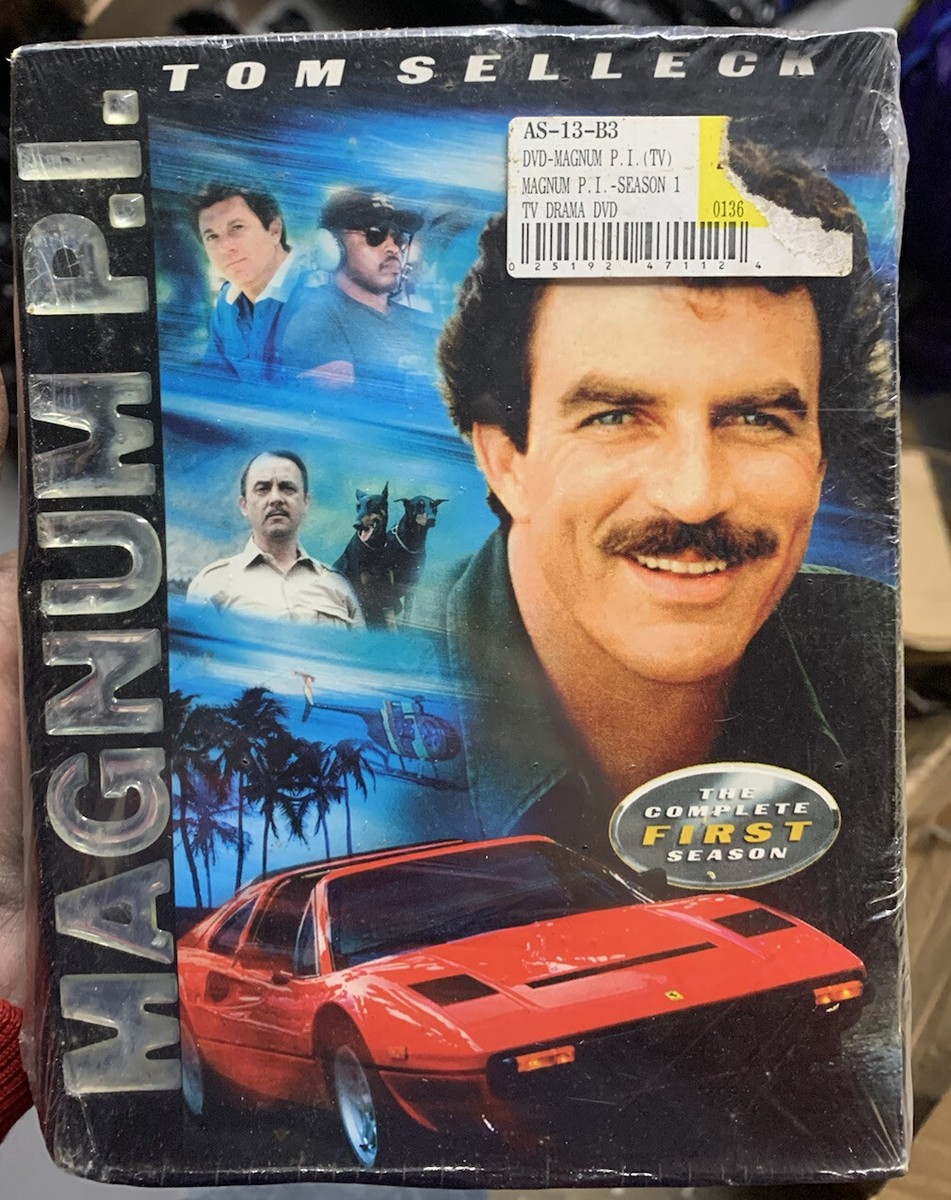 TOM SELLECK
MAGNUM P.I.
AS-13-B3
DVD-MAGNUM P.I.(TV)
MAGNUM P.I.-SEASON 1
TV DRAMA DVD 0136
0 25192 47112 4
THE
COMPLETE
FIRST
SEASON